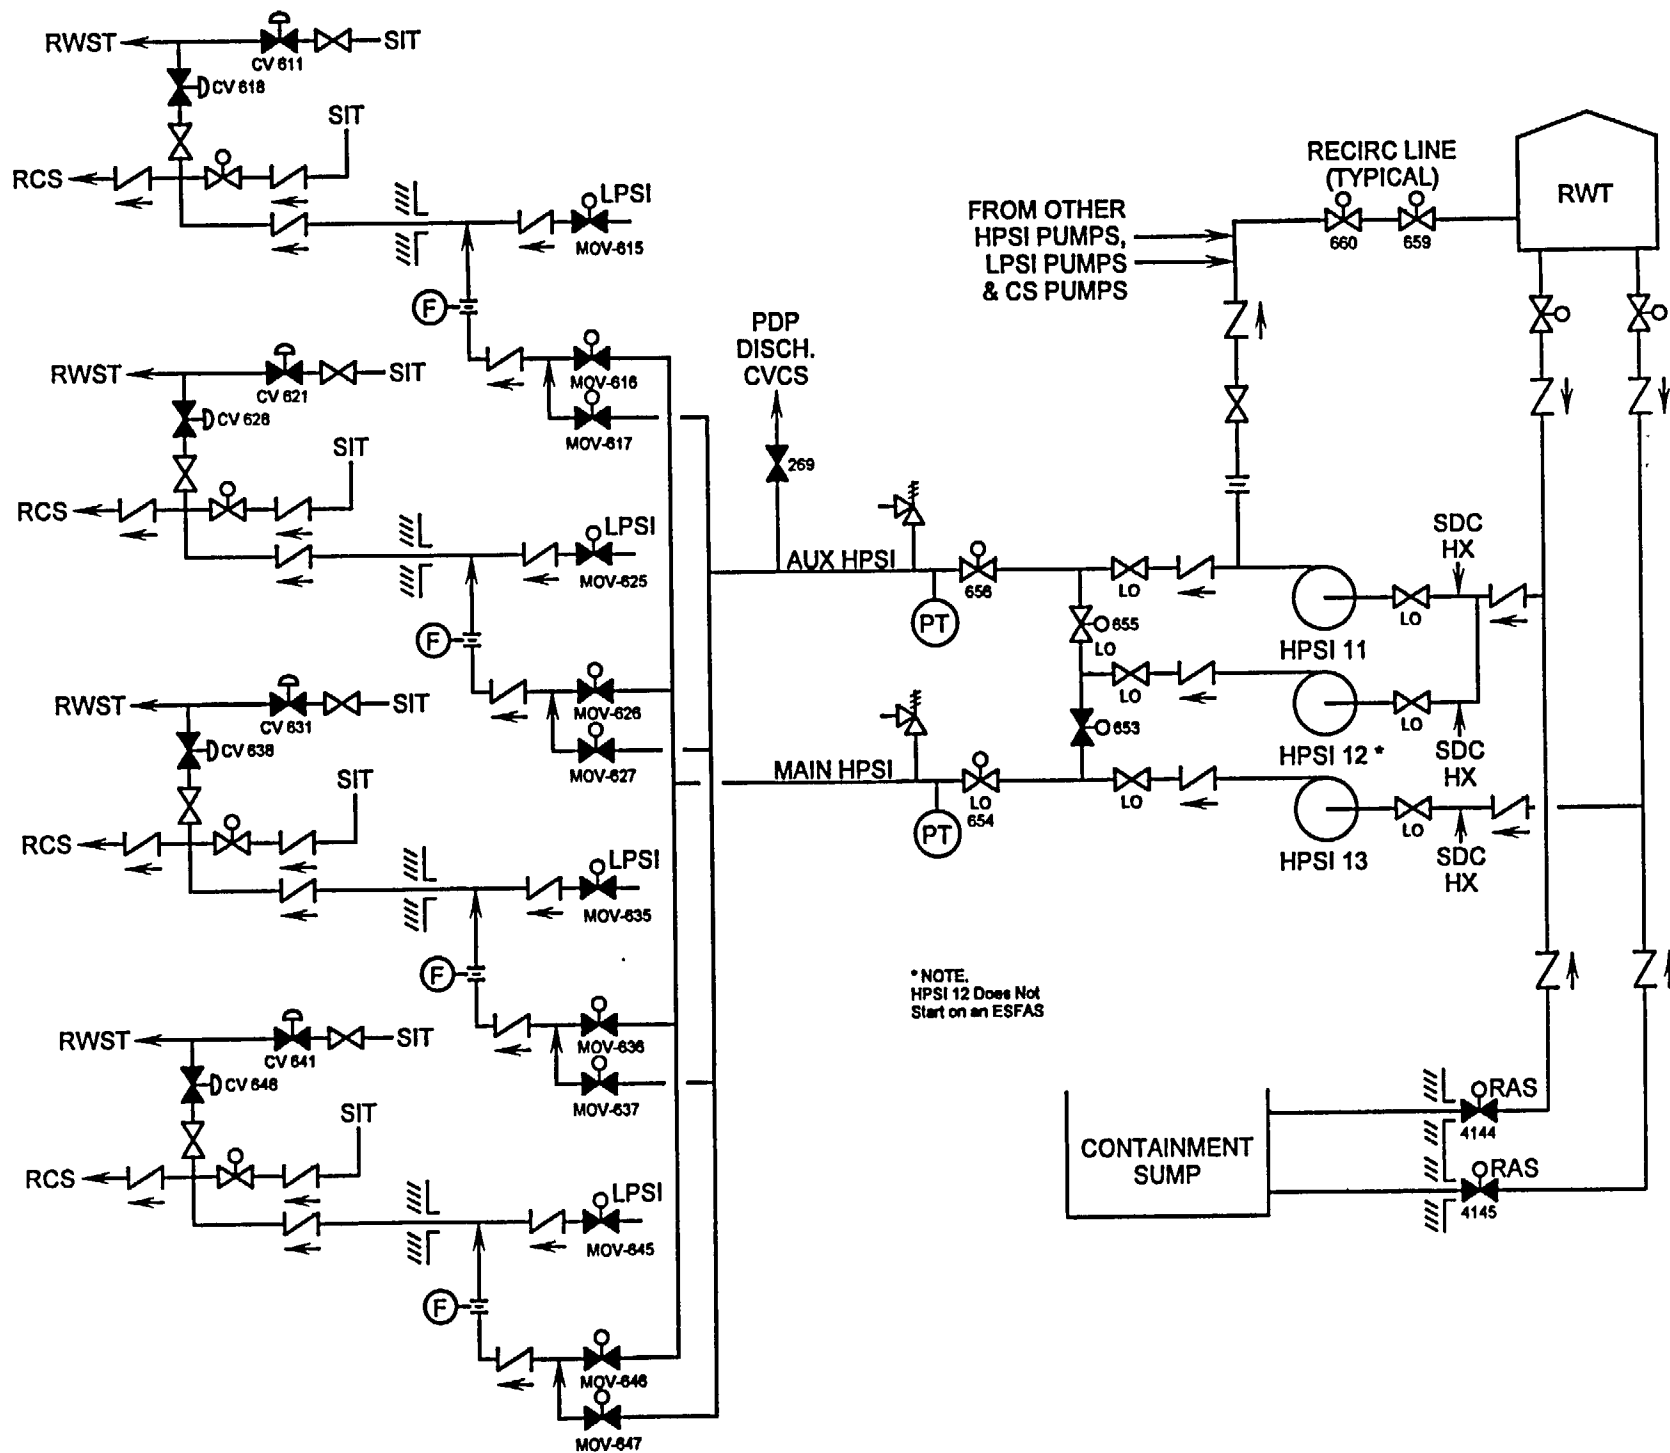 RWST
CV 611
SIT
CV 618
SIT
RCS
LPSI
MOV-615
F
MOV-616
MOV-617
RWST
CV 621
SIT
CV 628
SIT
RCS
LPSI
MOV-625
F
MOV-626
MOV-627
RWST
CV 631
SIT
CV 638
SIT
RCS
LPSI
MOV-635
F
MOV-636
MOV-637
RWST
CV 641
SIT
CV 648
SIT
RCS
LPSI
MOV-645
F
MOV-646
MOV-647
PDP
DISCH.
CVCS
269
AUX HPSI
PT
656
MAIN HPSI
PT
LO
654
655
LO
653
LO
LO
LO
FROM OTHER
HPSI PUMPS,
LPSI PUMPS
& CS PUMPS
RECIRC LINE
(TYPICAL)
660
659
RWT
HPSI 11
LO
SDC
HX
HPSI 12 *
LO
SDC
HX
HPSI 13
LO
SDC
HX
* NOTE.
HPSI 12 Does Not
Start on an ESFAS
CONTAINMENT
SUMP
RAS
4144
RAS
4145